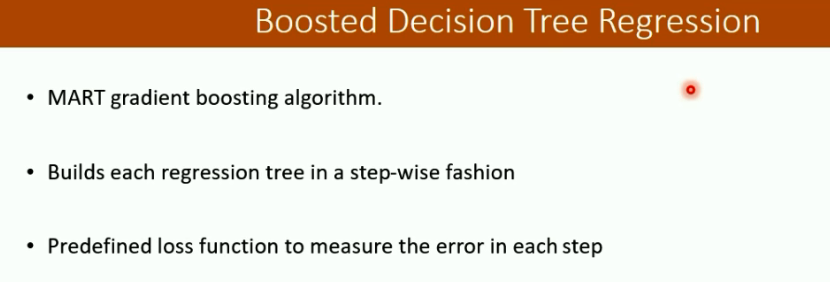 Boosted Decision Tree Regression
• MART gradient boosting algorithm.
• Builds each regression tree in a step-wise fashion
• Predefined loss function to measure the error in each step